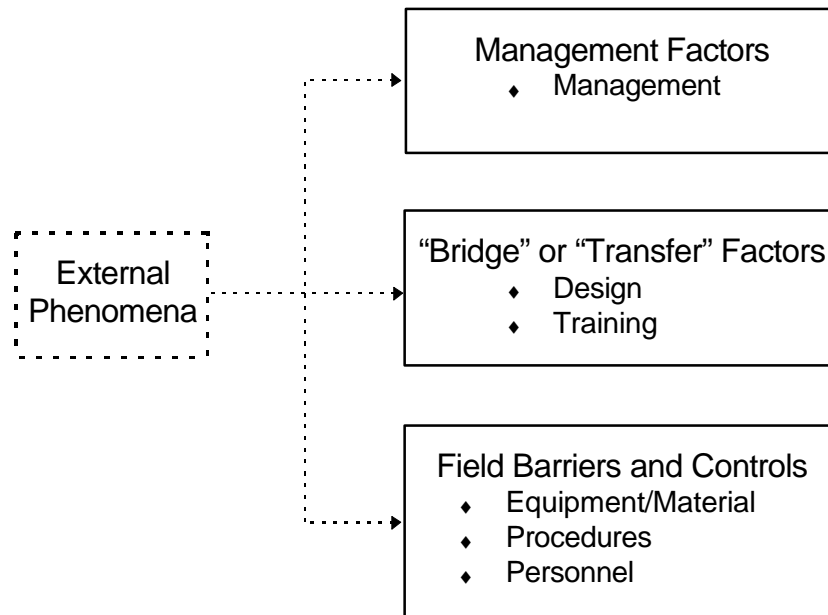 External
Phenomena
Management Factors
♦ Management
“Bridge” or “Transfer” Factors
♦ Design
♦ Training
Field Barriers and Controls
♦ Equipment/Material
♦ Procedures
♦ Personnel